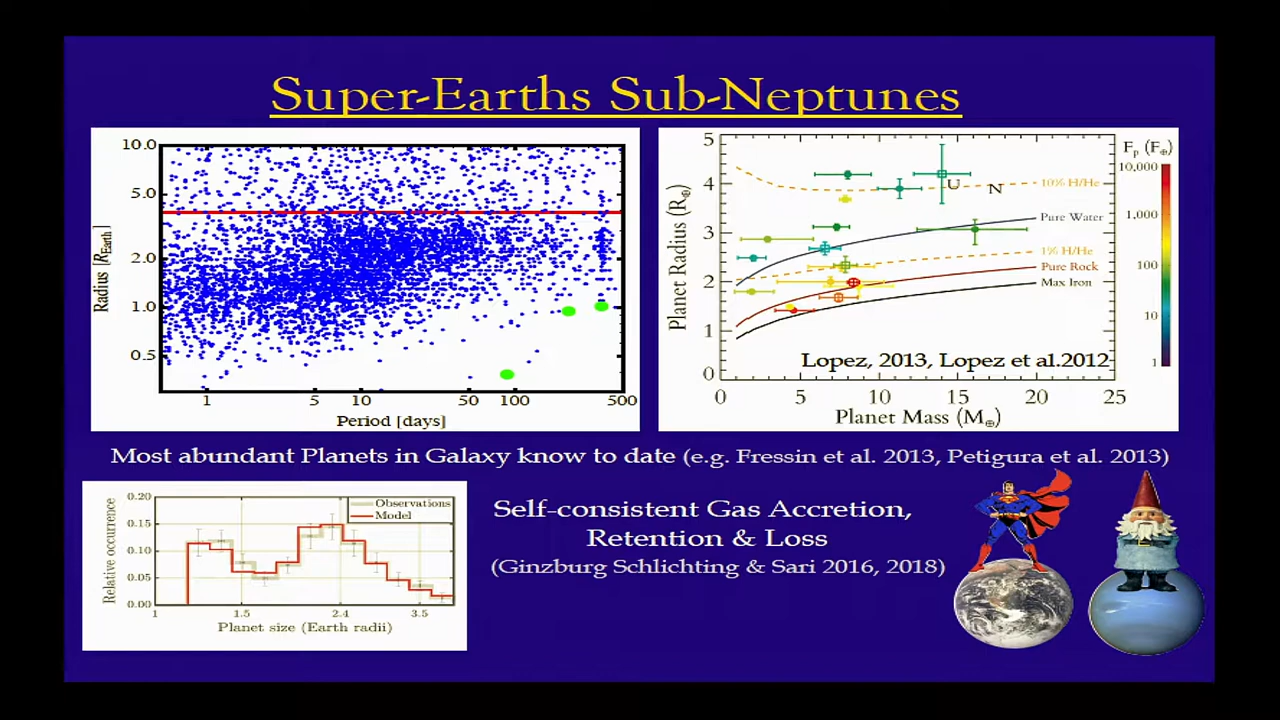 Super-Earths Sub-Neptunes
10.0
5.0
2.0
1.0
0.5
Radius [R_Earth]
1
5
10
50
100
500
Period [days]
5
4
3
2
1
0
Planet Radius (R⊕)
0
5
10
15
20
25
Planet Mass (M⊕)
U
N
10% H/He
Pure Water
1% H/He
Pure Rock
Max Iron
Lopez, 2013, Lopez et al.2012
Fp (F⊕)
10,000
1,000
100
10
1
Most abundant Planets in Galaxy know to date (e.g. Fressin et al. 2013, Petigura et al. 2013)
0.20
0.15
0.10
0.05
0.00
Relative occurrence
Observations
Model
1
1.5
2.4
3.5
Planet size (Earth radii)
Self-consistent Gas Accretion,
Retention & Loss
(Ginzburg Schlichting & Sari 2016, 2018)